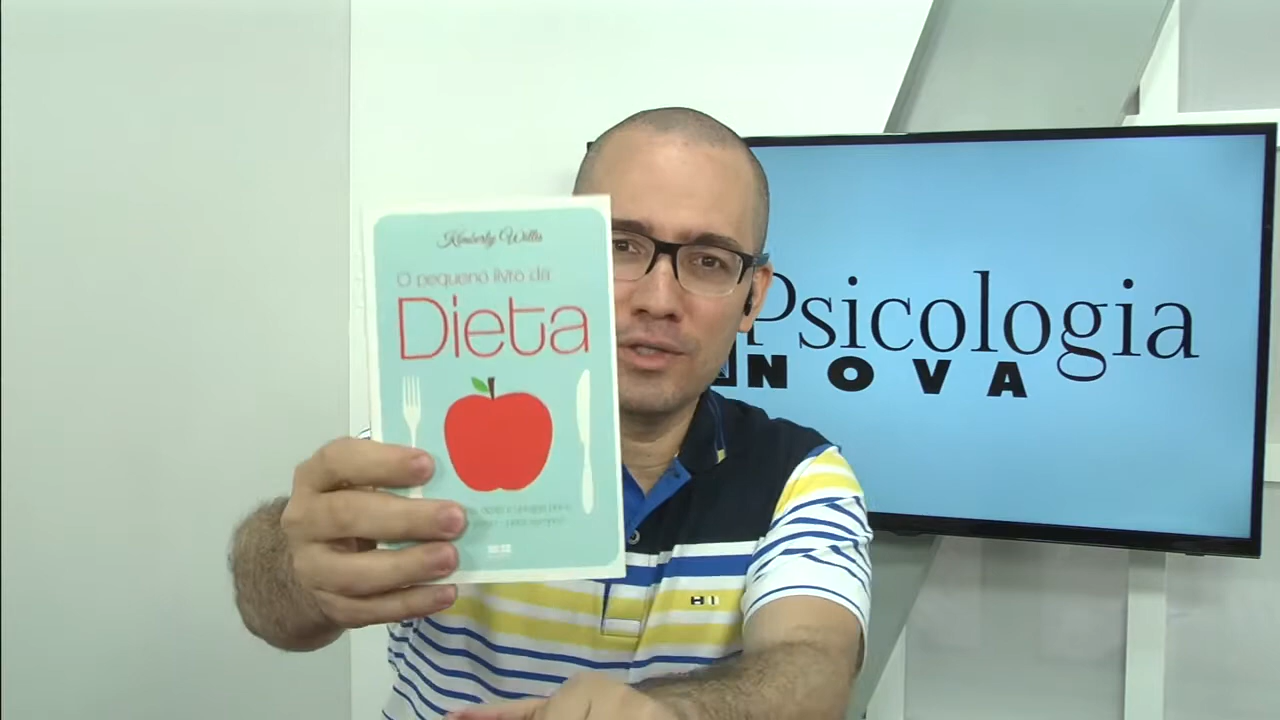 Kimberly Willis
O pequeno livro da
Dieta
Psicologia
NOVA
H